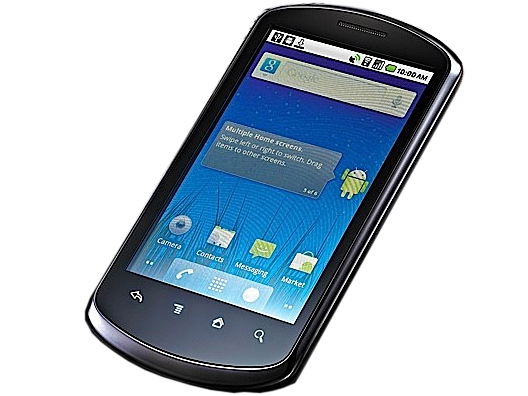 10:00 AM
Google
Multiple Home screens.
Swipe left or right to switch. Drag
items to other screens.
5 of 6
Camera
Contacts
Messaging
Market